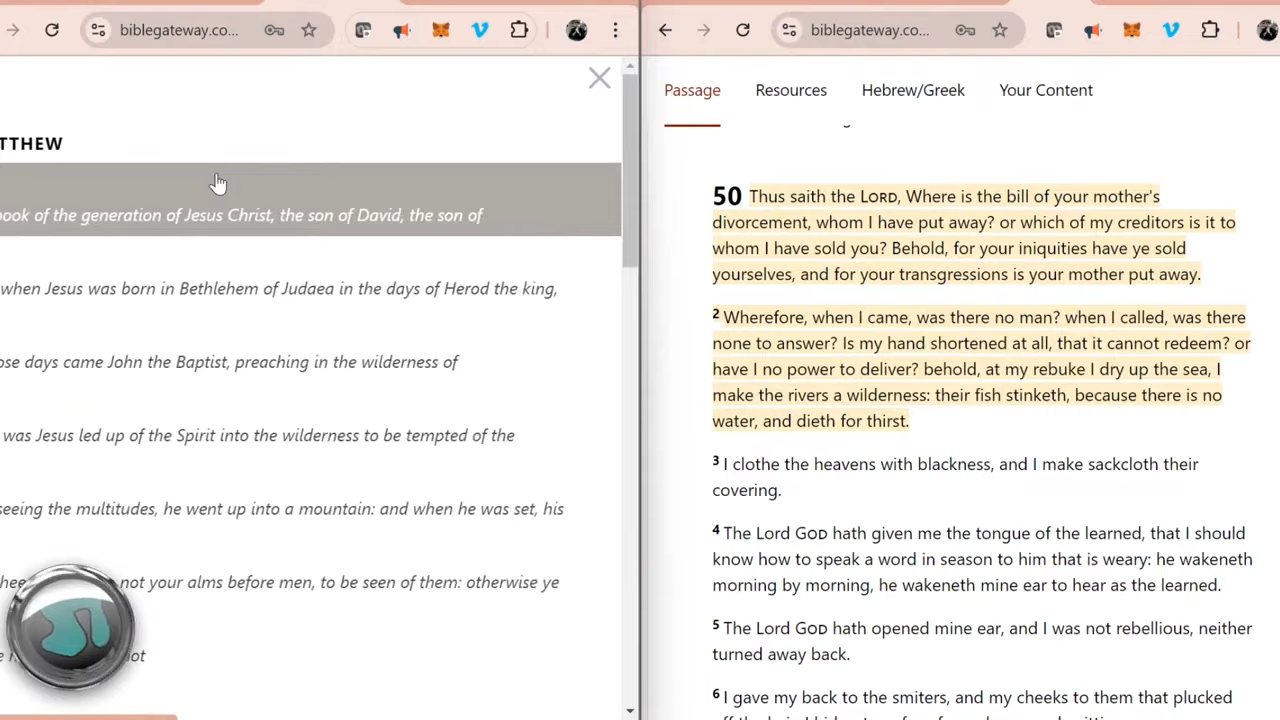 biblegateway.co...
TTHEW
book of the generation of Jesus Christ, the son of David, the son of
when Jesus was born in Bethlehem of Judaea in the days of Herod the king,
ose days came John the Baptist, preaching in the wilderness of
was Jesus led up of the Spirit into the wilderness to be tempted of the
seeing the multitudes, he went up into a mountain: and when he was set, his
hee
not your alms before men, to be seen of them: otherwise ye
ot
biblegateway.co...
Passage Resources Hebrew/Greek Your Content
50 Thus saith the LORD, Where is the bill of your mother's
divorcement, whom I have put away? or which of my creditors is it to
whom I have sold you? Behold, for your iniquities have ye sold
yourselves, and for your transgressions is your mother put away.
2 Wherefore, when I came, was there no man? when I called, was there
none to answer? Is my hand shortened at all, that it cannot redeem? or
have I no power to deliver? behold, at my rebuke I dry up the sea, I
make the rivers a wilderness: their fish stinketh, because there is no
water, and dieth for thirst.
3 I clothe the heavens with blackness, and I make sackcloth their
covering.
4 The Lord GOD hath given me the tongue of the learned, that I should
know how to speak a word in season to him that is weary: he wakeneth
morning by morning, he wakeneth mine ear to hear as the learned.
5 The Lord GOD hath opened mine ear, and I was not rebellious, neither
turned away back.
6 I gave my back to the smiters, and my cheeks to them that plucked